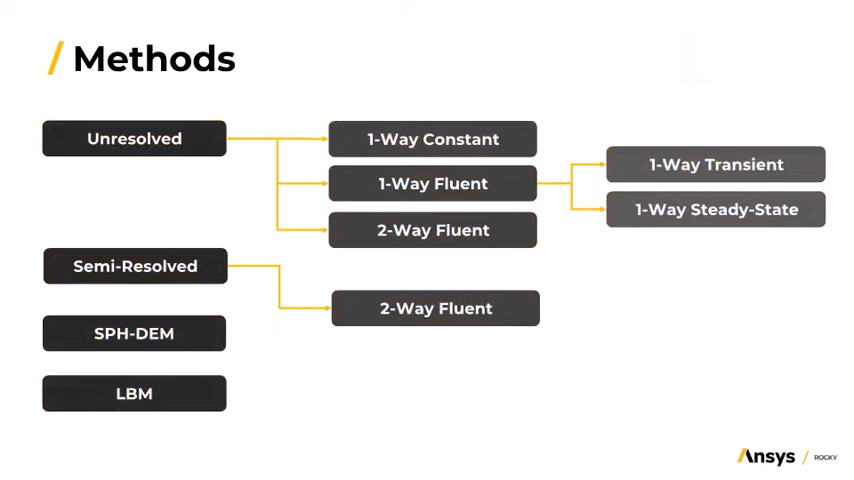 / Methods
Unresolved
1-Way Constant
1-Way Fluent
2-Way Fluent
1-Way Transient
1-Way Steady-State
Semi-Resolved
2-Way Fluent
SPH-DEM
LBM
Ansys / ROCKY